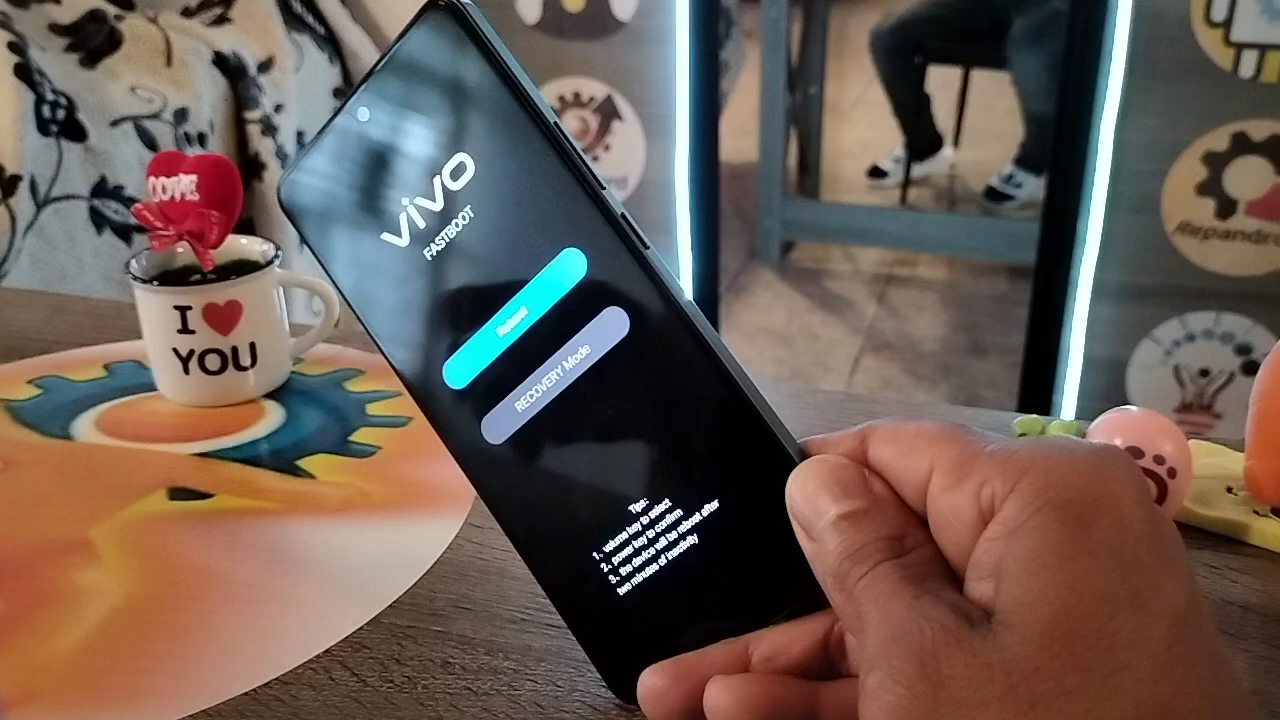 vivo
FASTBOOT
Reboot
RECOVERY Mode
Tips:
1、volume key to select
2、power key to confirm
3、the device will be reboot after
two minutes of inactivity
LOVE
I
YOU
Repandroid